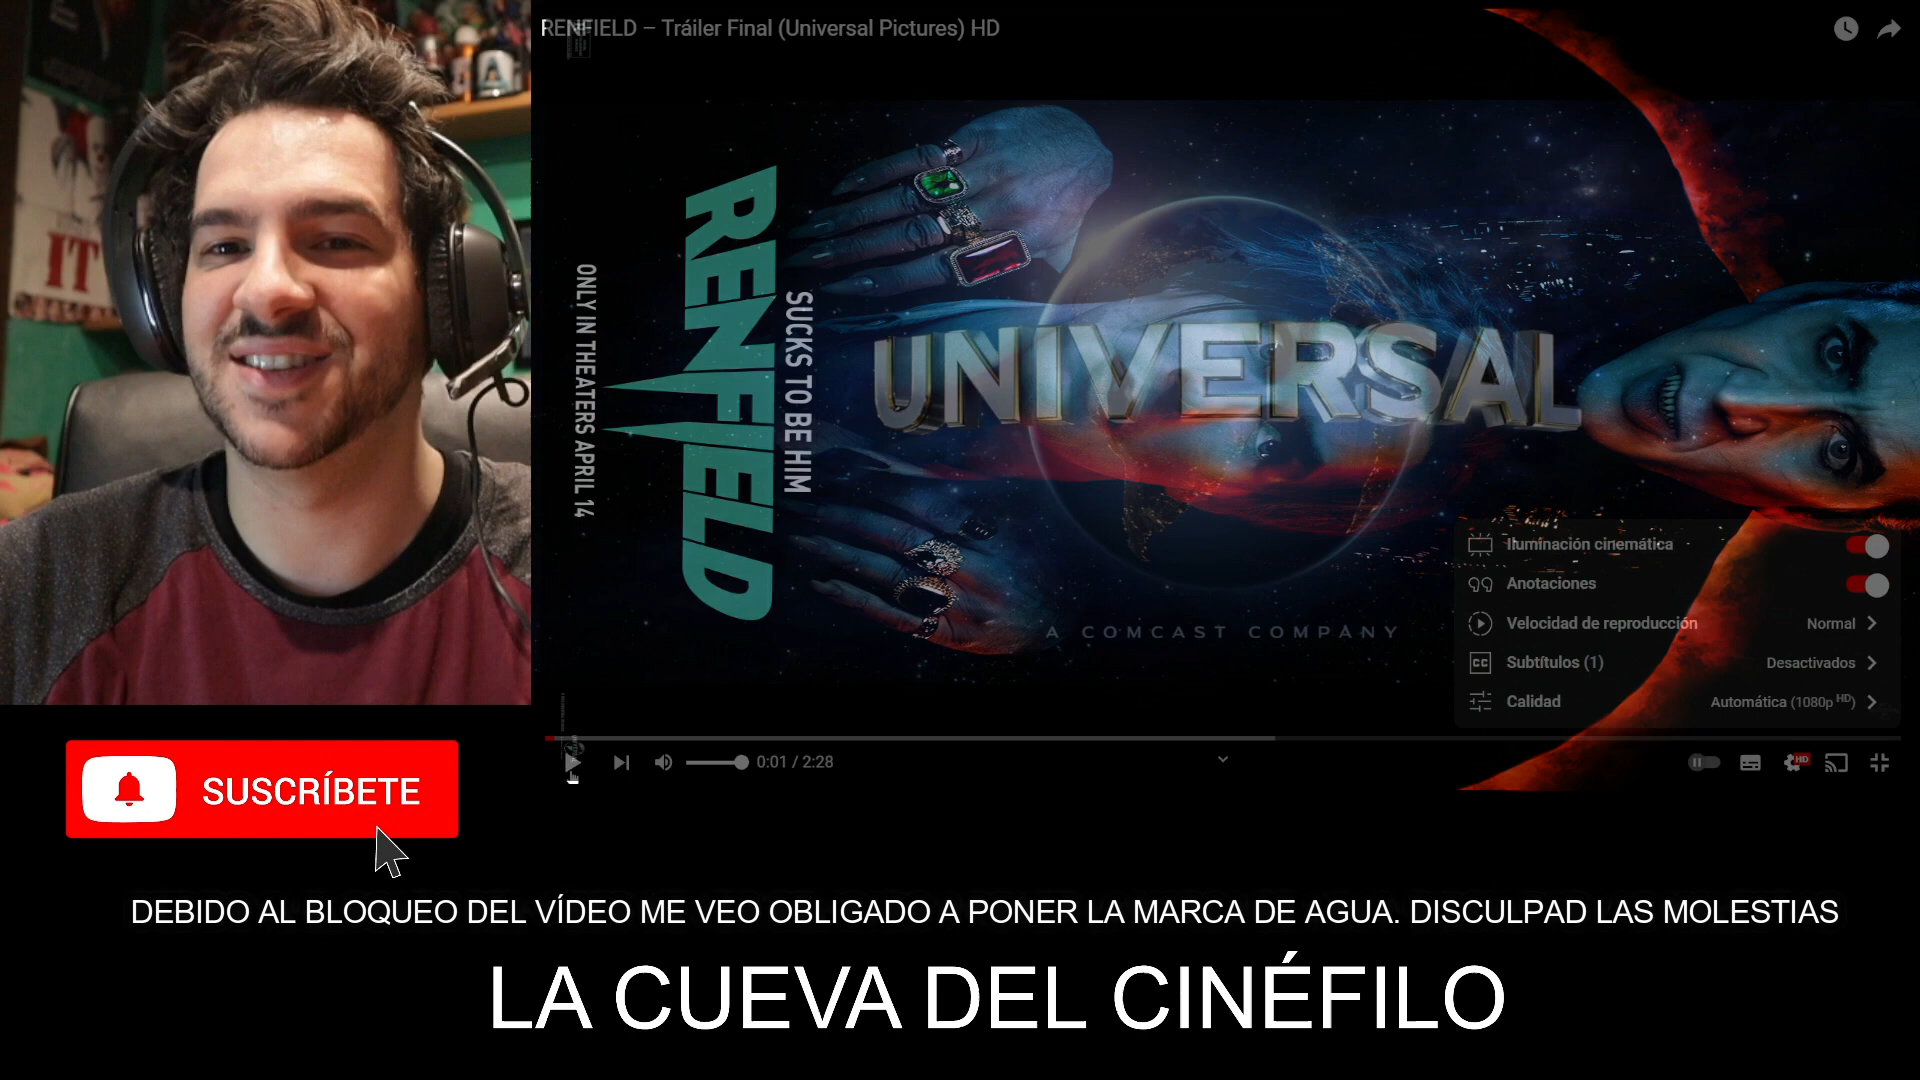 RENFIELD – Tráiler Final (Universal Pictures) HD
IT
ONLY IN THEATERS APRIL 14
RENFIELD
SUCKS TO BE HIM
UNIVERSAL
A COMCAST COMPANY
Iluminación cinemática
Anotaciones
Velocidad de reproducción Normal
Subtítulos (1) Desactivados
Calidad Automática (1080p HD)
0:01 / 2:28
HD
SUSCRÍBETE
DEBIDO AL BLOQUEO DEL VÍDEO ME VEO OBLIGADO A PONER LA MARCA DE AGUA. DISCULPAD LAS MOLESTIAS
LA CUEVA DEL CINÉFILO